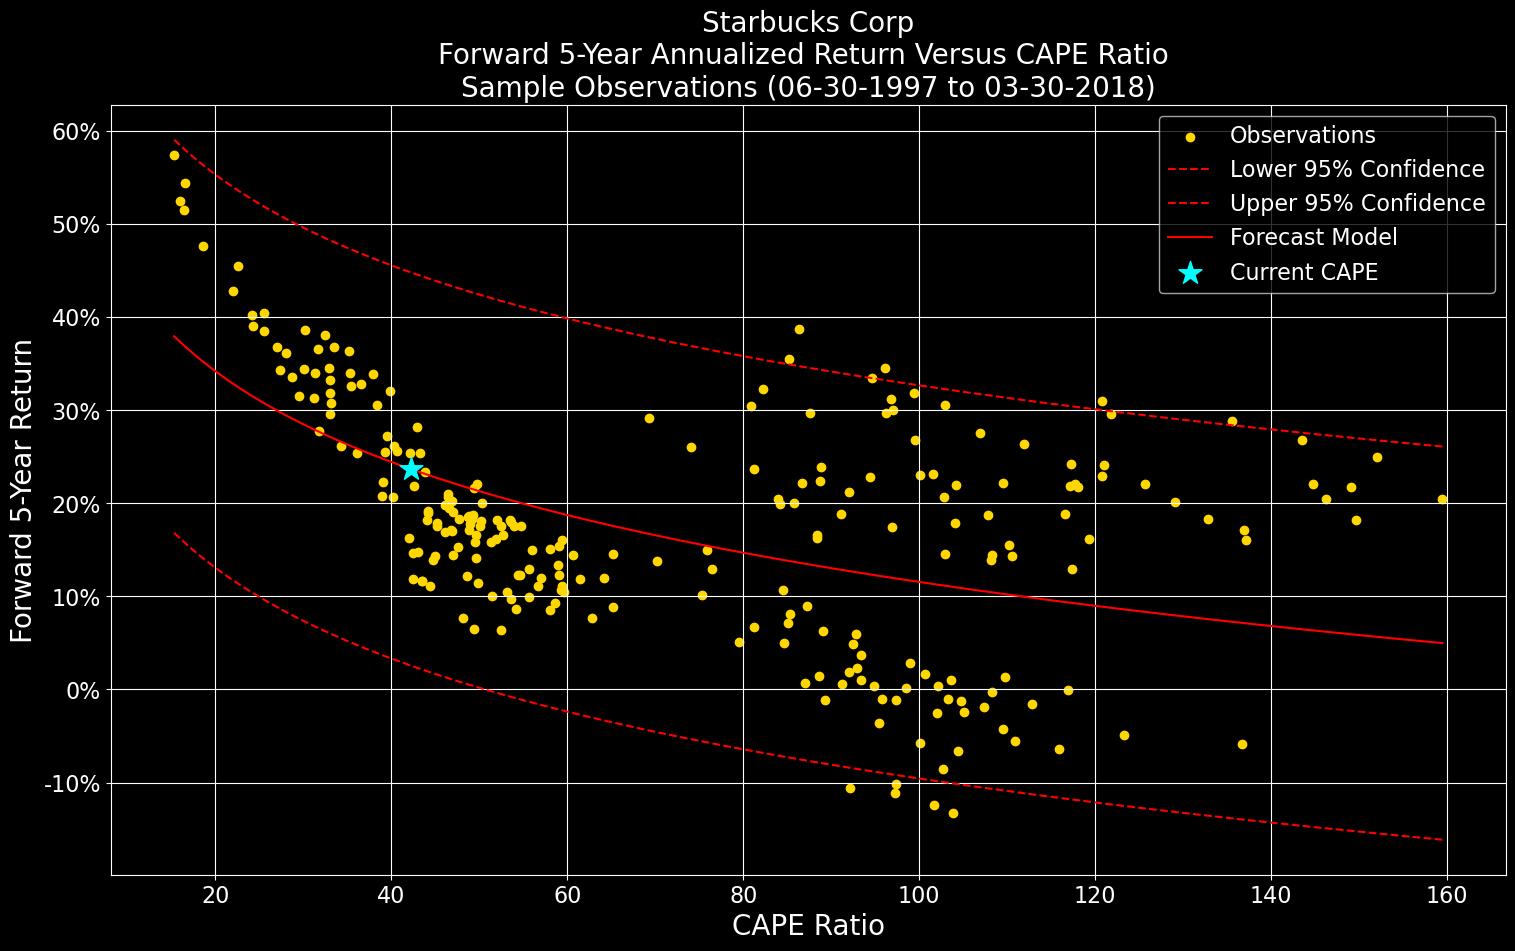 Starbucks Corp
Forward 5-Year Annualized Return Versus CAPE Ratio
Sample Observations (06-30-1997 to 03-30-2018)
Forward 5-Year Return
60%
50%
40%
30%
20%
10%
0%
-10%
Observations
Lower 95% Confidence
Upper 95% Confidence
Forecast Model
Current CAPE
20 40 60 80 100 120 140 160
CAPE Ratio